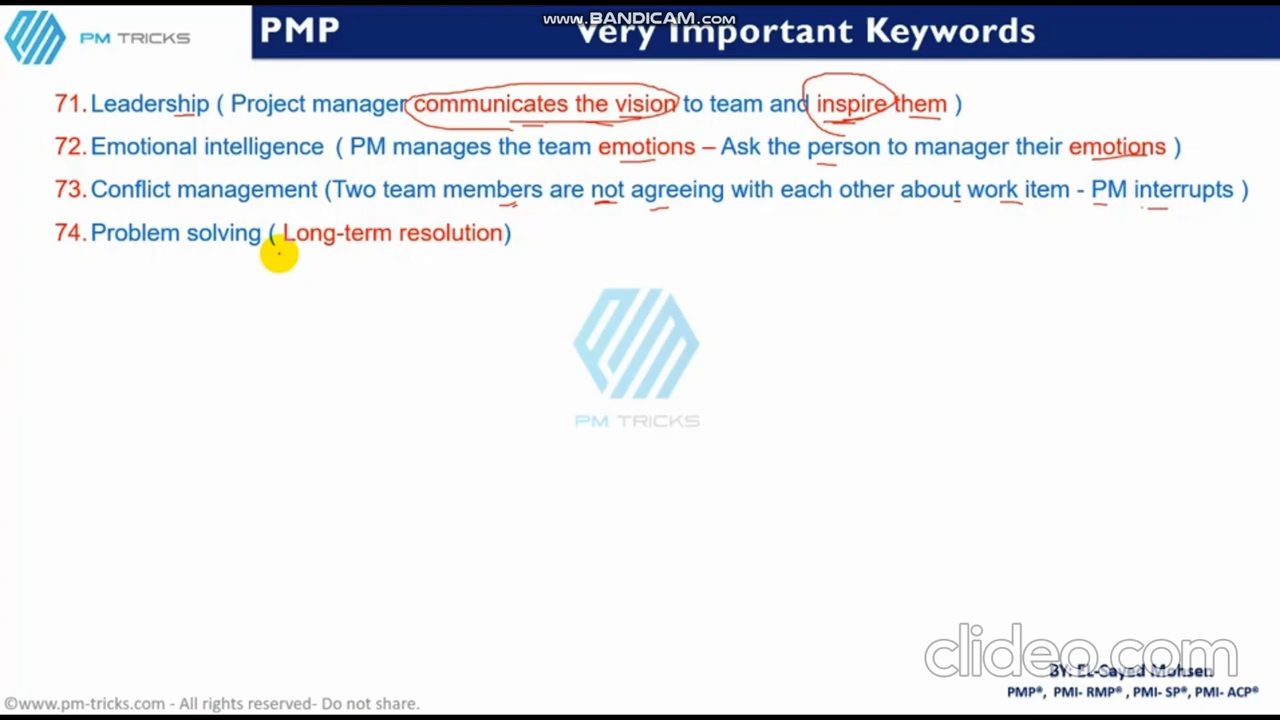 www.BANDICAM.com
PM TRICKS
PMP Very Important Keywords
71. Leadership ( Project manager communicates the vision to team and inspire them )
72. Emotional intelligence ( PM manages the team emotions – Ask the person to manager their emotions )
73. Conflict management (Two team members are not agreeing with each other about work item - PM interrupts )
74. Problem solving ( Long-term resolution)
PM TRICKS
clideo.com
BY: EL-Sayed Mohsen
PMP®, PMI- RMP® , PMI- SP®, PMI- ACP®
©www.pm-tricks.com - All rights reserved- Do not share.